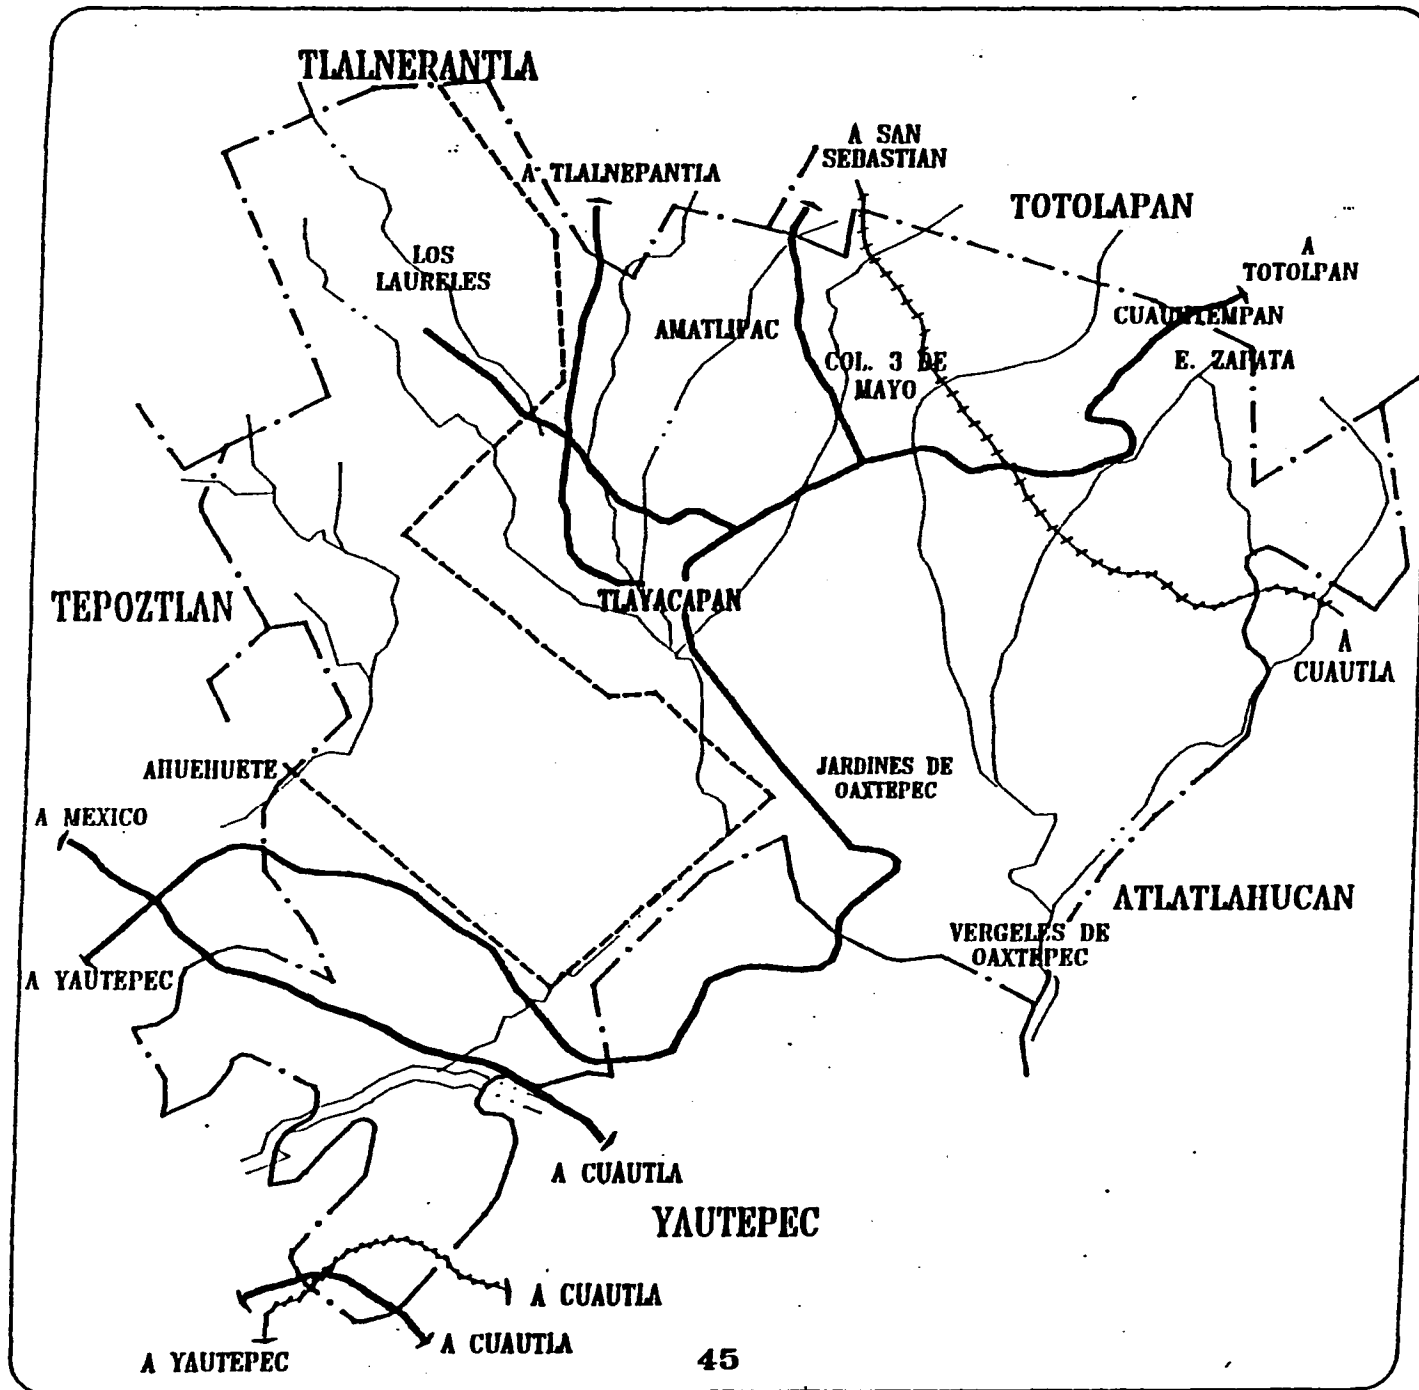 TLALNERANTLA
A SAN
SEBASTIAN
A TLALNEPANTLA
TOTOLAPAN
A
TOTOLPAN
LOS
LAURELES
AMATLIPAC
CUAUHTEMPAN
COL. 3 DE
MAYO
E. ZAPATA
TEPOZTLAN
TLAYACAPAN
A
CUAUTLA
AHUEHUETE
JARDINES DE
OAXTEPEC
A MEXICO
ATLATLAHUCAN
VERGELES DE
OAXTEPEC
A YAUTEPEC
A CUAUTLA
YAUTEPEC
A CUAUTLA
A CUAUTLA
A YAUTEPEC
45